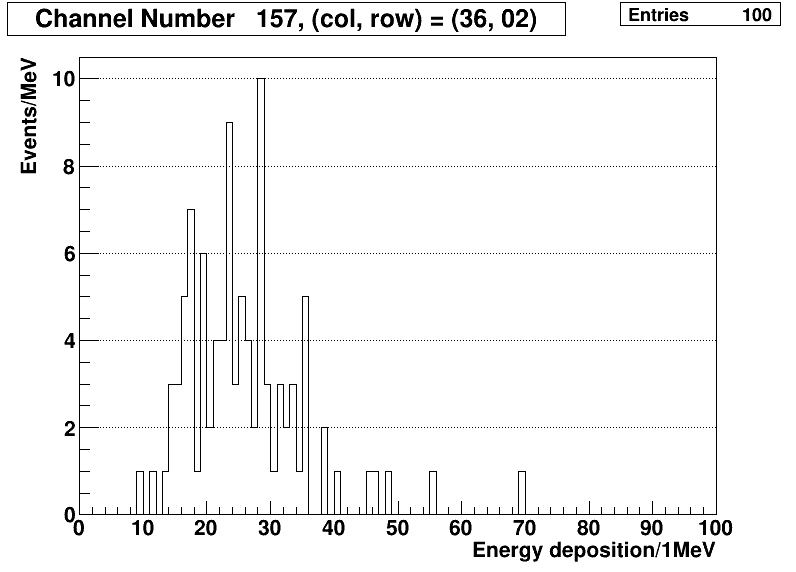 Channel Number 157, (col, row) = (36, 02)
Entries 100
Events/MeV
10
8
6
4
2
0
0 10 20 30 40 50 60 70 80 90 100
Energy deposition/1MeV